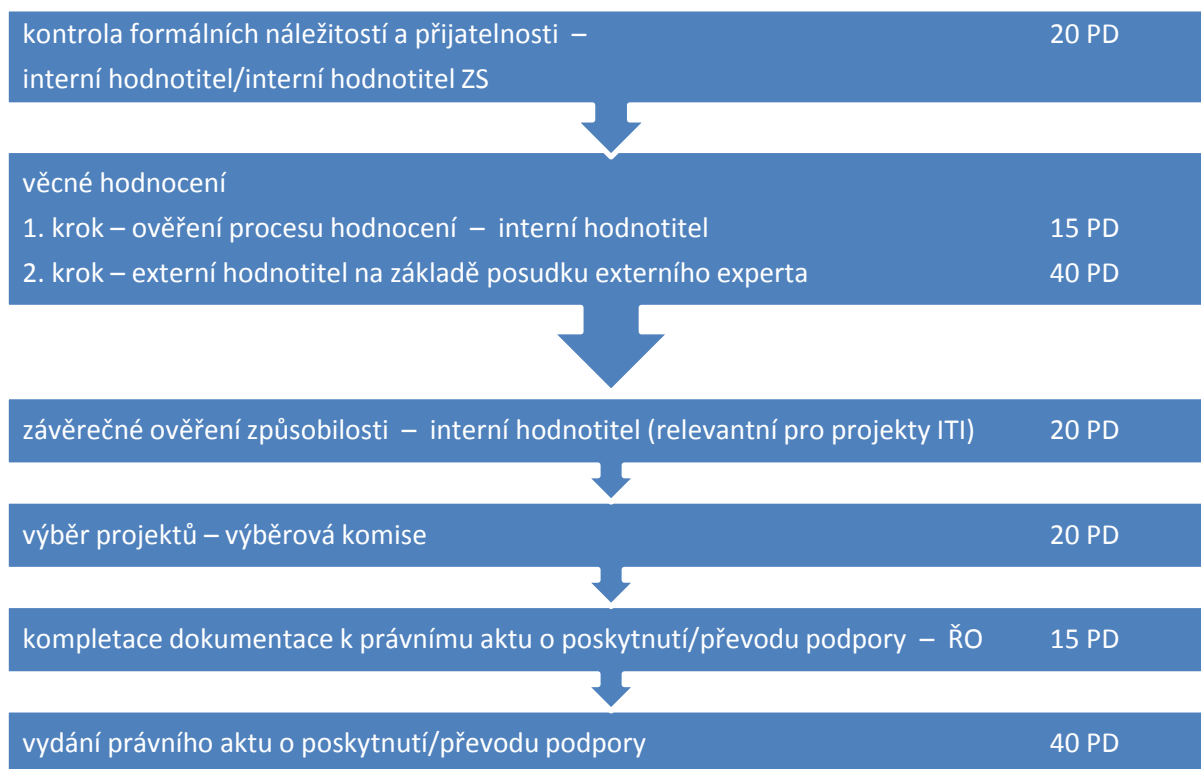 kontrola formálních náležitostí a přijatelnosti – 20 PD
interní hodnotitel/interní hodnotitel ZS
věcné hodnocení
1. krok – ověření procesu hodnocení – interní hodnotitel 15 PD
2. krok – externí hodnotitel na základě posudku externího experta 40 PD
závěrečné ověření způsobilosti – interní hodnotitel (relevantní pro projekty ITI) 20 PD
výběr projektů – výběrová komise 20 PD
kompletace dokumentace k právnímu aktu o poskytnutí/převodu podpory – ŘO 15 PD
vydání právního aktu o poskytnutí/převodu podpory 40 PD